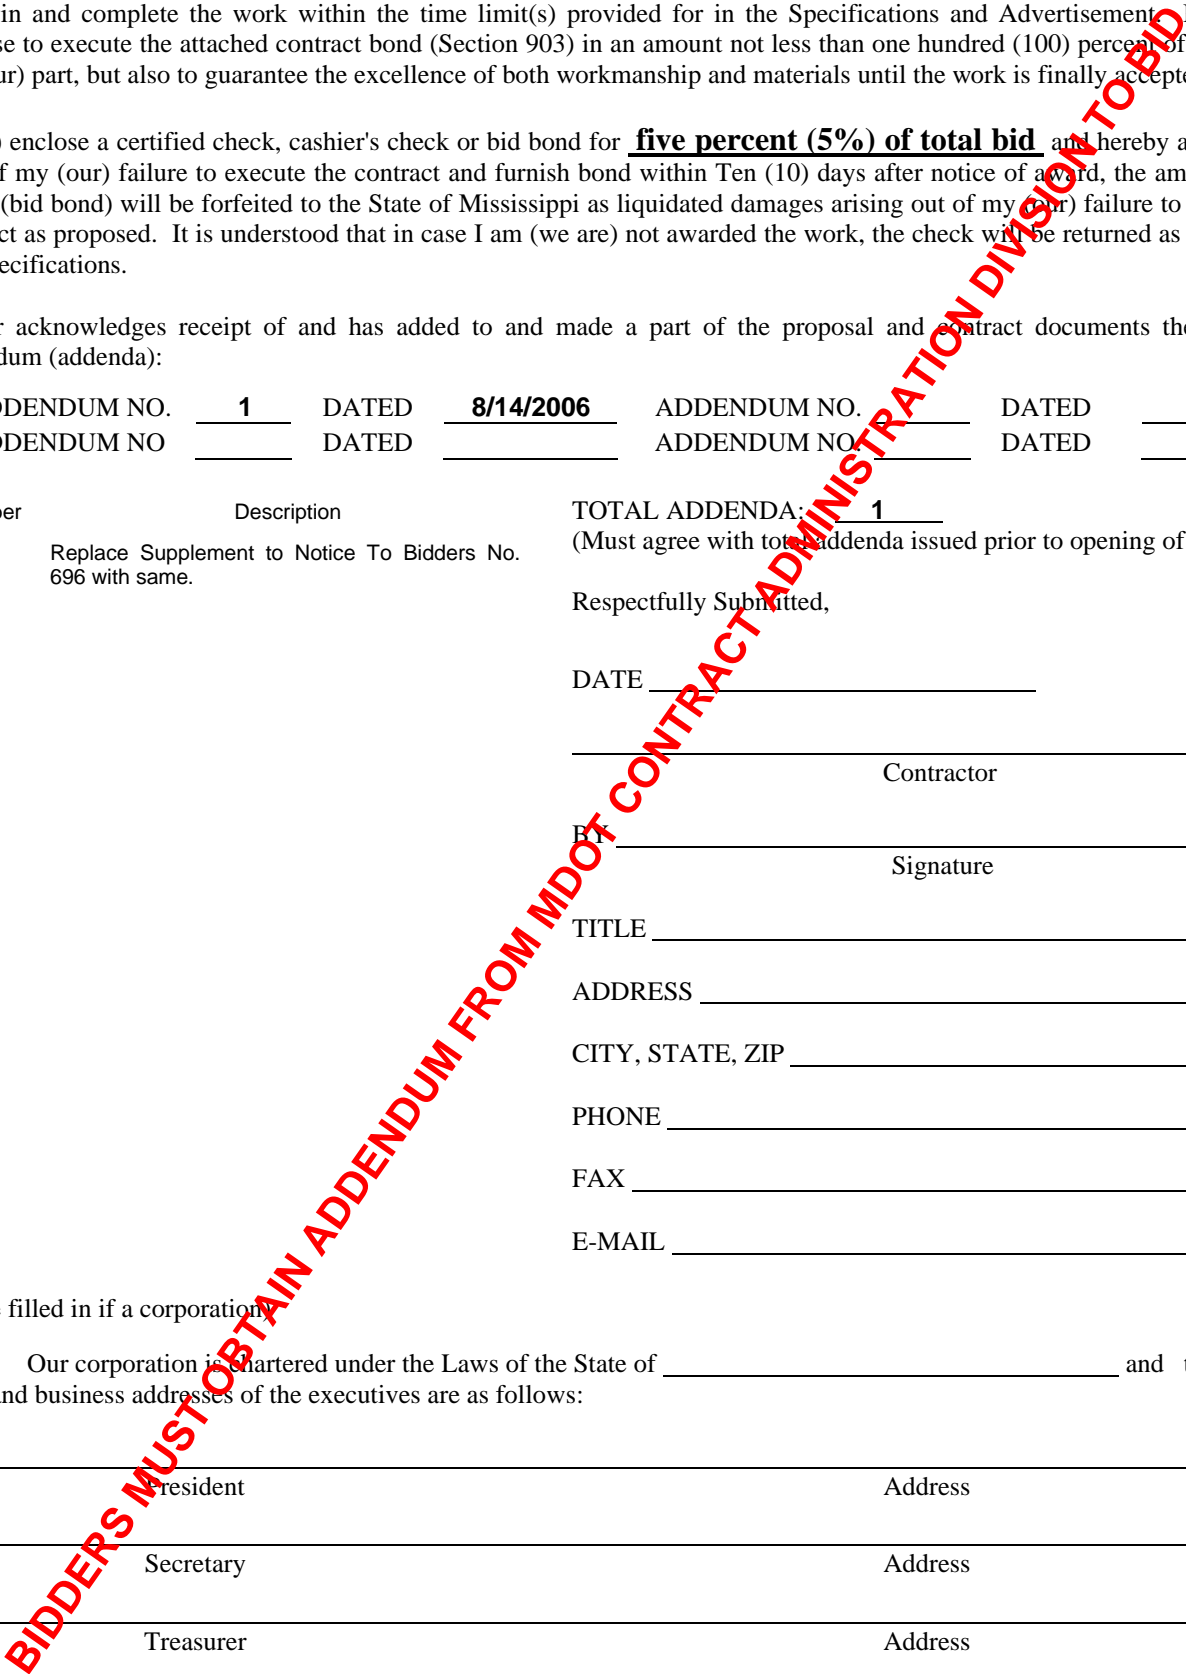 in and complete the work within the time limit(s) provided for in the Specifications and Advertisement.
se to execute the attached contract bond (Section 903) in an amount not less than one hundred (100) percent of
ur) part, but also to guarantee the excellence of both workmanship and materials until the work is finally accepte
) enclose a certified check, cashier's check or bid bond for five percent (5%) of total bid and hereby a
f my (our) failure to execute the contract and furnish bond within Ten (10) days after notice of award, the am
(bid bond) will be forfeited to the State of Mississippi as liquidated damages arising out of my (our) failure to
ct as proposed. It is understood that in case I am (we are) not awarded the work, the check will be returned as
ecifications.
r acknowledges receipt of and has added to and made a part of the proposal and contract documents the
dum (addenda):
DDENDUM NO. 1 DATED 8/14/2006 ADDENDUM NO. DATED
DDENDUM NO DATED ADDENDUM NO. DATED
ber Description
TOTAL ADDENDA: 1
(Must agree with total addenda issued prior to opening of
Replace Supplement to Notice To Bidders No.
696 with same.
Respectfully Submitted,
DATE
Contractor
BY
Signature
TITLE
ADDRESS
CITY, STATE, ZIP
PHONE
FAX
E-MAIL
e filled in if a corporation)
Our corporation is chartered under the Laws of the State of and t
and business addresses of the executives are as follows:
President Address
Secretary Address
Treasurer Address
BIDDERS MUST OBTAIN ADDENDUM FROM MDOT CONTRACT ADMINISTRATION DIVISION TO BID